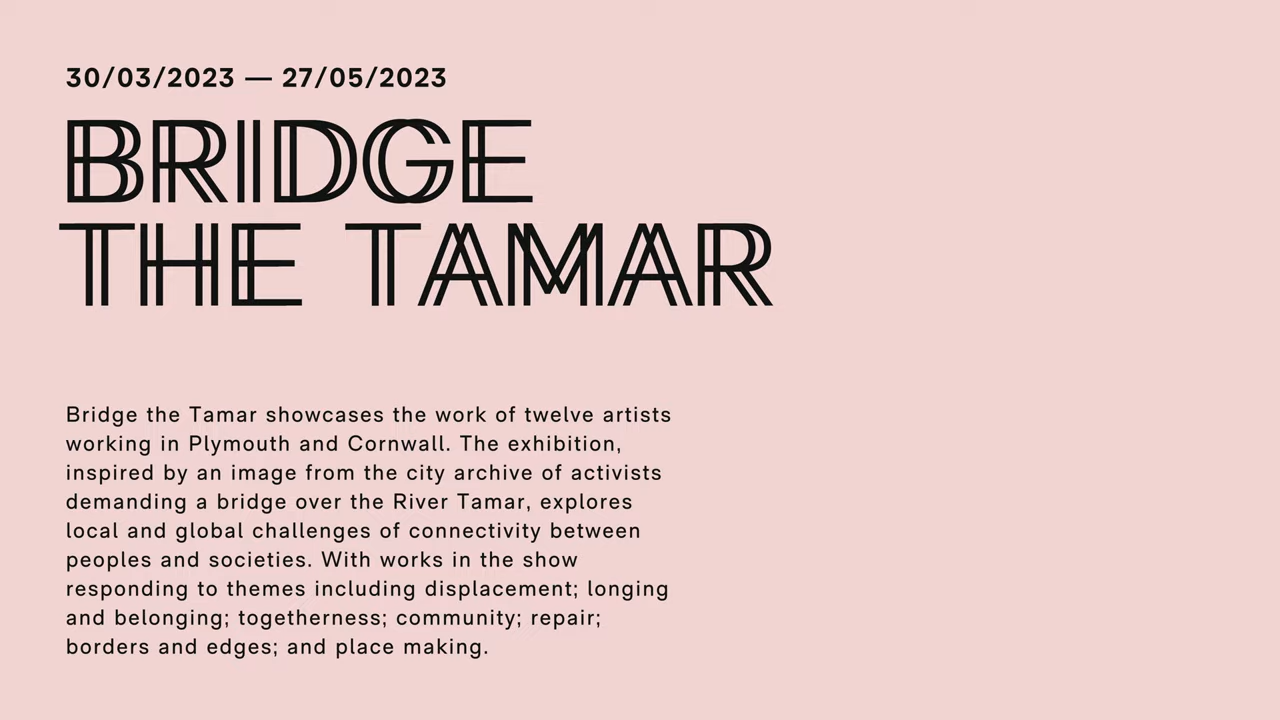 30/03/2023 — 27/05/2023
BRIDGE
THE TAMAR
Bridge the Tamar showcases the work of twelve artists
working in Plymouth and Cornwall. The exhibition,
inspired by an image from the city archive of activists
demanding a bridge over the River Tamar, explores
local and global challenges of connectivity between
peoples and societies. With works in the show
responding to themes including displacement; longing
and belonging; togetherness; community; repair;
borders and edges; and place making.